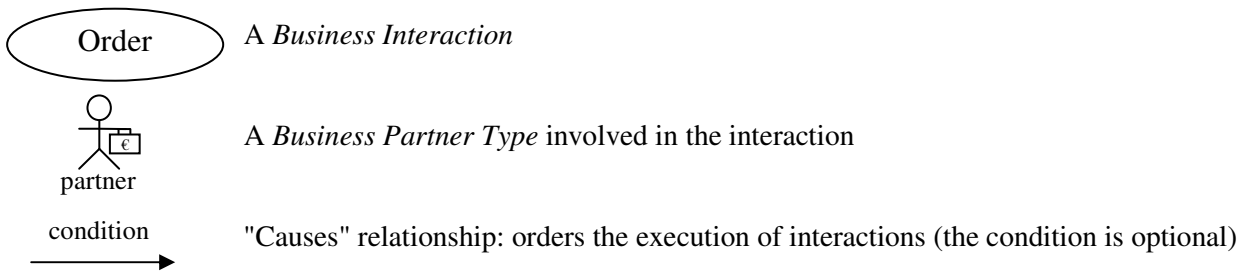 Order A Business Interaction
€ A Business Partner Type involved in the interaction
partner
condition "Causes" relationship: orders the execution of interactions (the condition is optional)